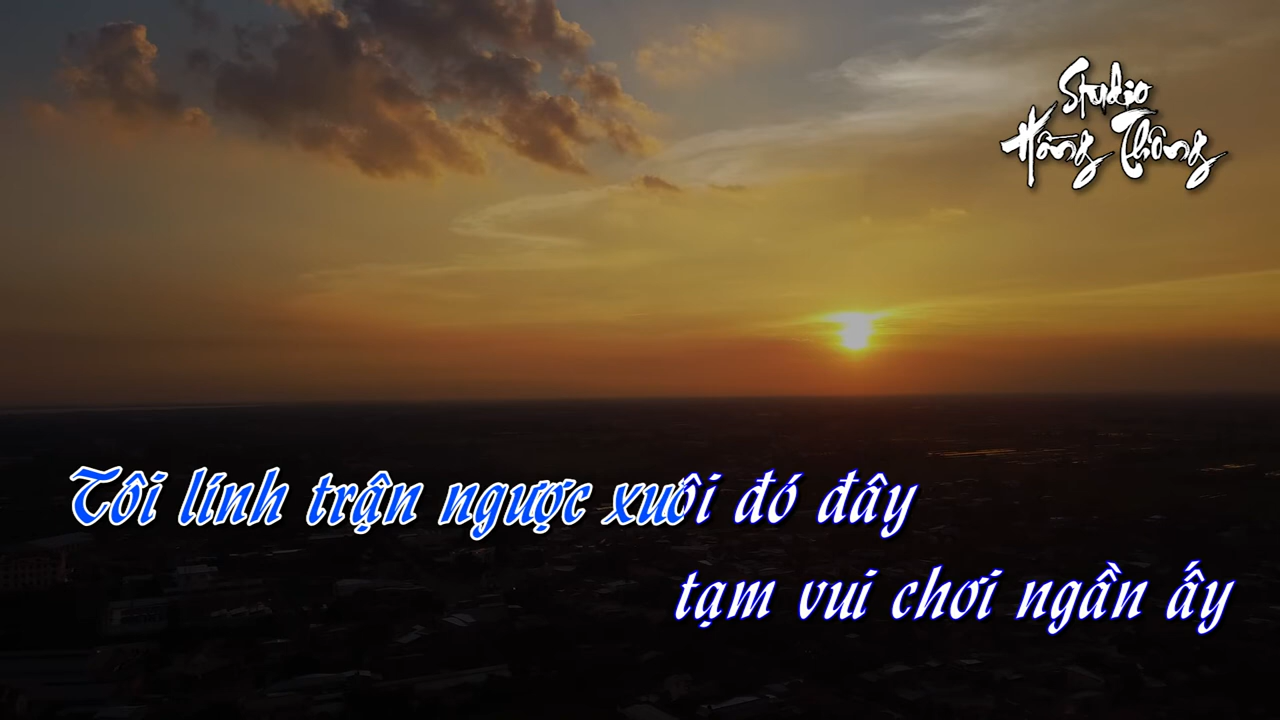 Studio
Hồng Thông
Tôi lính trận ngược xuôi đó đây
tạm vui chơi ngần ấy